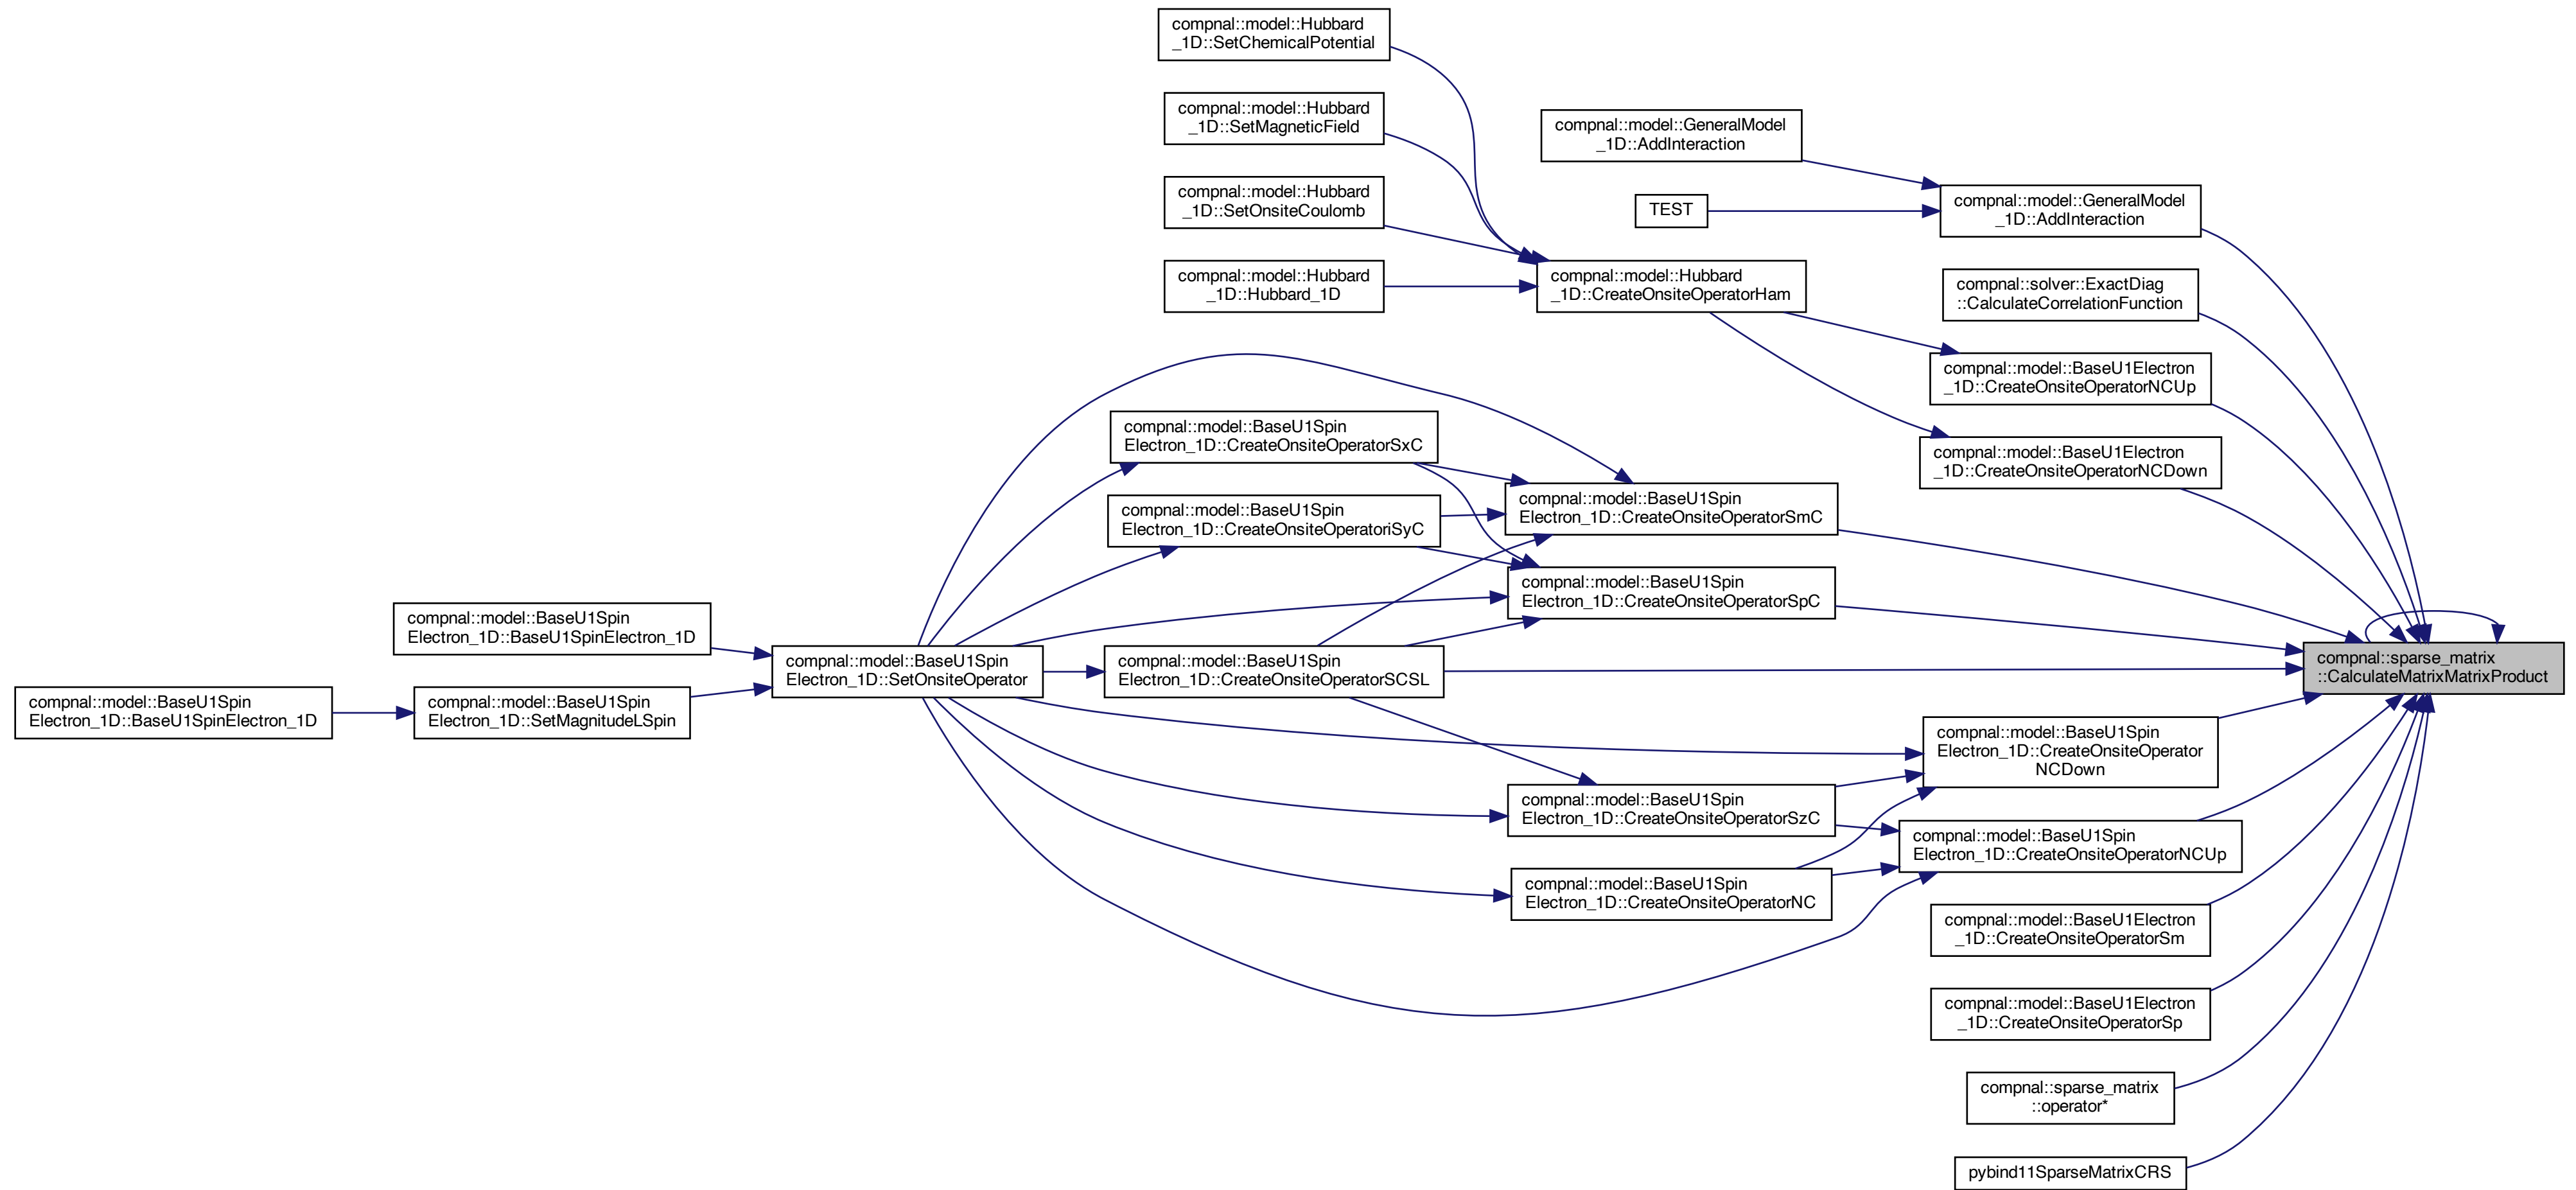 compnal::model::Hubbard
_1D::SetChemicalPotential
compnal::model::Hubbard
_1D::SetMagneticField
compnal::model::GeneralModel
_1D::AddInteraction
compnal::model::Hubbard
_1D::SetOnsiteCoulomb
TEST
compnal::model::GeneralModel
_1D::AddInteraction
compnal::model::Hubbard
_1D::Hubbard_1D
compnal::model::Hubbard
_1D::CreateOnsiteOperatorHam
compnal::solver::ExactDiag
::CalculateCorrelationFunction
compnal::model::BaseU1Electron
_1D::CreateOnsiteOperatorNCUp
compnal::model::BaseU1Spin
Electron_1D::CreateOnsiteOperatorSxC
compnal::model::BaseU1Electron
_1D::CreateOnsiteOperatorNCDown
compnal::model::BaseU1Spin
Electron_1D::CreateOnsiteOperatoriSyC
compnal::model::BaseU1Spin
Electron_1D::CreateOnsiteOperatorSmC
compnal::model::BaseU1Spin
Electron_1D::CreateOnsiteOperatorSpC
compnal::model::BaseU1Spin
Electron_1D::BaseU1SpinElectron_1D
compnal::model::BaseU1Spin
Electron_1D::SetOnsiteOperator
compnal::model::BaseU1Spin
Electron_1D::CreateOnsiteOperatorSCSL
compnal::sparse_matrix
::CalculateMatrixMatrixProduct
compnal::model::BaseU1Spin
Electron_1D::BaseU1SpinElectron_1D
compnal::model::BaseU1Spin
Electron_1D::SetMagnitudeLSpin
compnal::model::BaseU1Spin
Electron_1D::CreateOnsiteOperator
NCDown
compnal::model::BaseU1Spin
Electron_1D::CreateOnsiteOperatorSzC
compnal::model::BaseU1Spin
Electron_1D::CreateOnsiteOperatorNCUp
compnal::model::BaseU1Spin
Electron_1D::CreateOnsiteOperatorNC
compnal::model::BaseU1Electron
_1D::CreateOnsiteOperatorSm
compnal::model::BaseU1Electron
_1D::CreateOnsiteOperatorSp
compnal::sparse_matrix
::operator*
pybind11SparseMatrixCRS